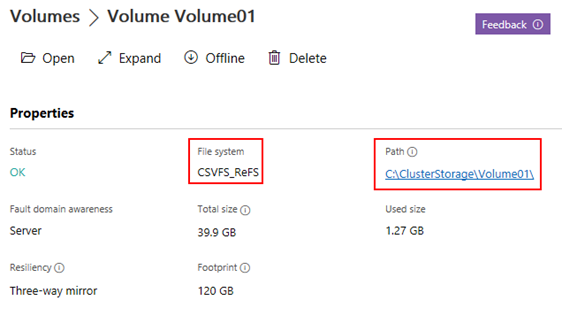 Volumes > Volume Volume01
Feedback
Open Expand Offline Delete
Properties
Status File system Path
OK CSVFS_ReFS C:\ClusterStorage\Volume01\
Fault domain awareness Total size Used size
Server 39.9 GB 1.27 GB
Resiliency Footprint
Three-way mirror 120 GB